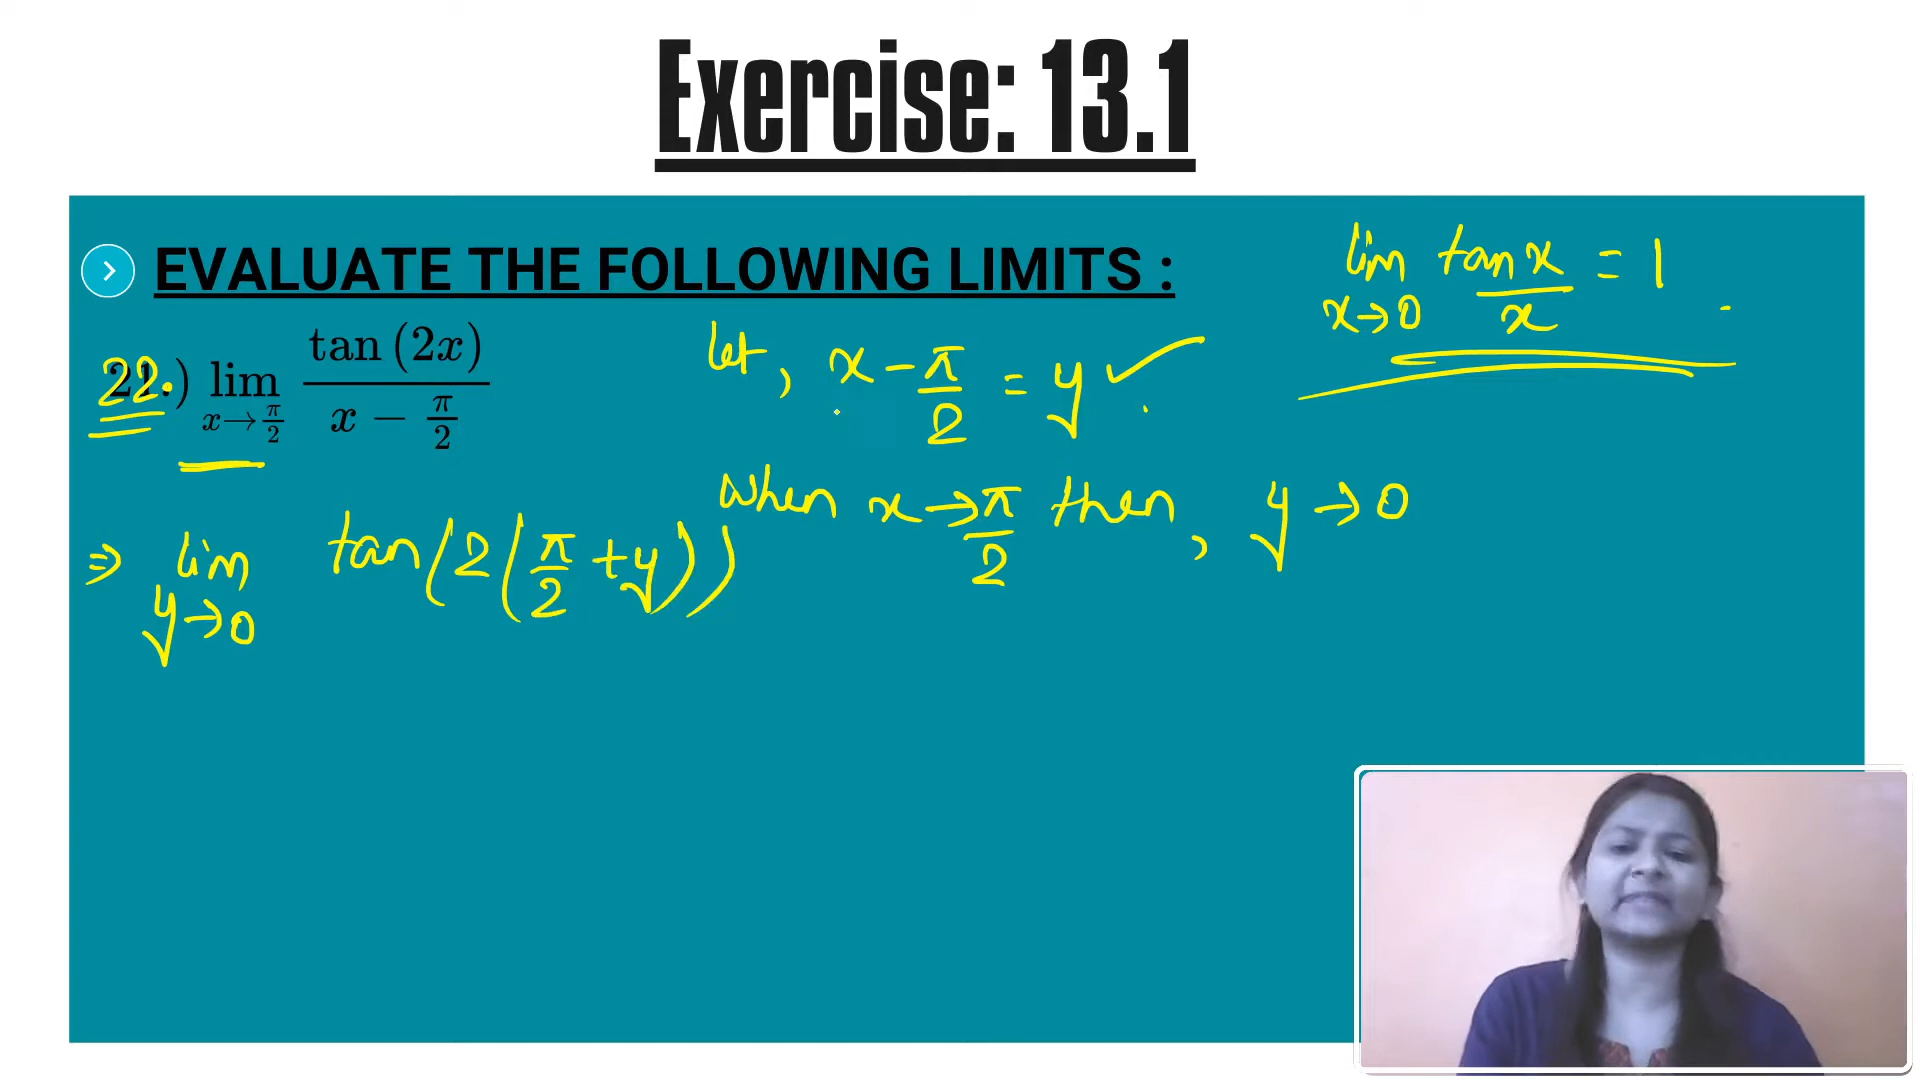 Exercise: 13.1
EVALUATE THE FOLLOWING LIMITS :
lim x→0 tan x / x = 1
22.) lim x→π/2 tan (2x) / x − π/2
let, x − π/2 = y ✓
when x → π/2 then, y → 0
⇒ lim y→0 tan(2(π/2 + y))